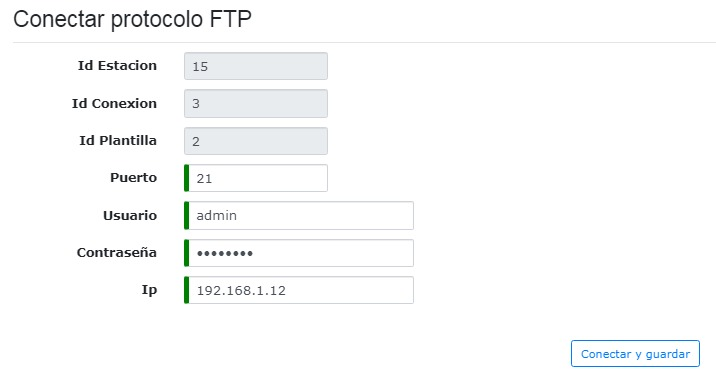 Conectar protocolo FTP
Id Estacion 15
Id Conexion 3
Id Plantilla 2
Puerto 21
Usuario admin
Contraseña ••••••••
Ip 192.168.1.12
Conectar y guardar